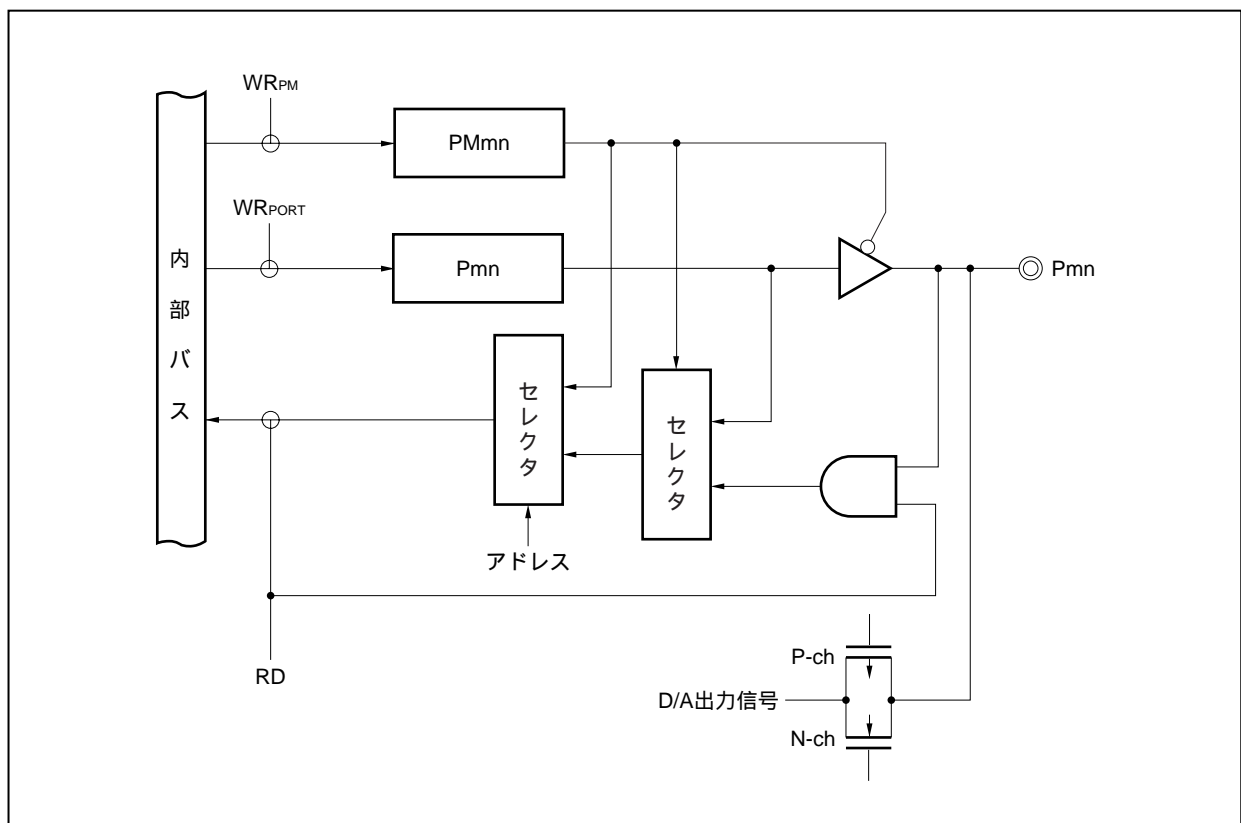 WRPM
PMmn
WRPORT
Pmn
Pmn
内部バス
セレクタ
セレクタ
アドレス
RD
P-ch
D/A出力信号
N-ch